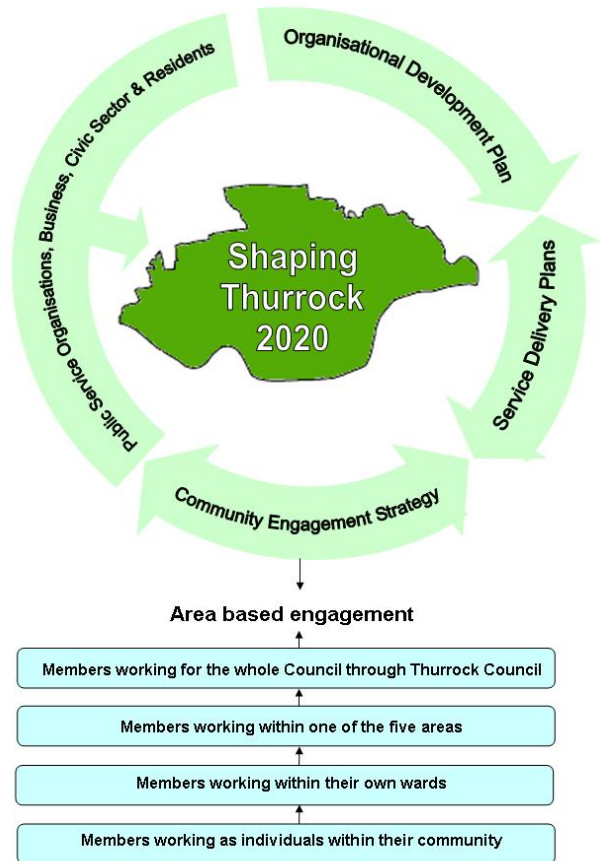 Organisational Development Plan
Public Service Organisations, Business, Civic Sector & Residents
Shaping
Thurrock
2020
Service Delivery Plans
Community Engagement Strategy
Area based engagement
Members working for the whole Council through Thurrock Council
Members working within one of the five areas
Members working within their own wards
Members working as individuals within their community